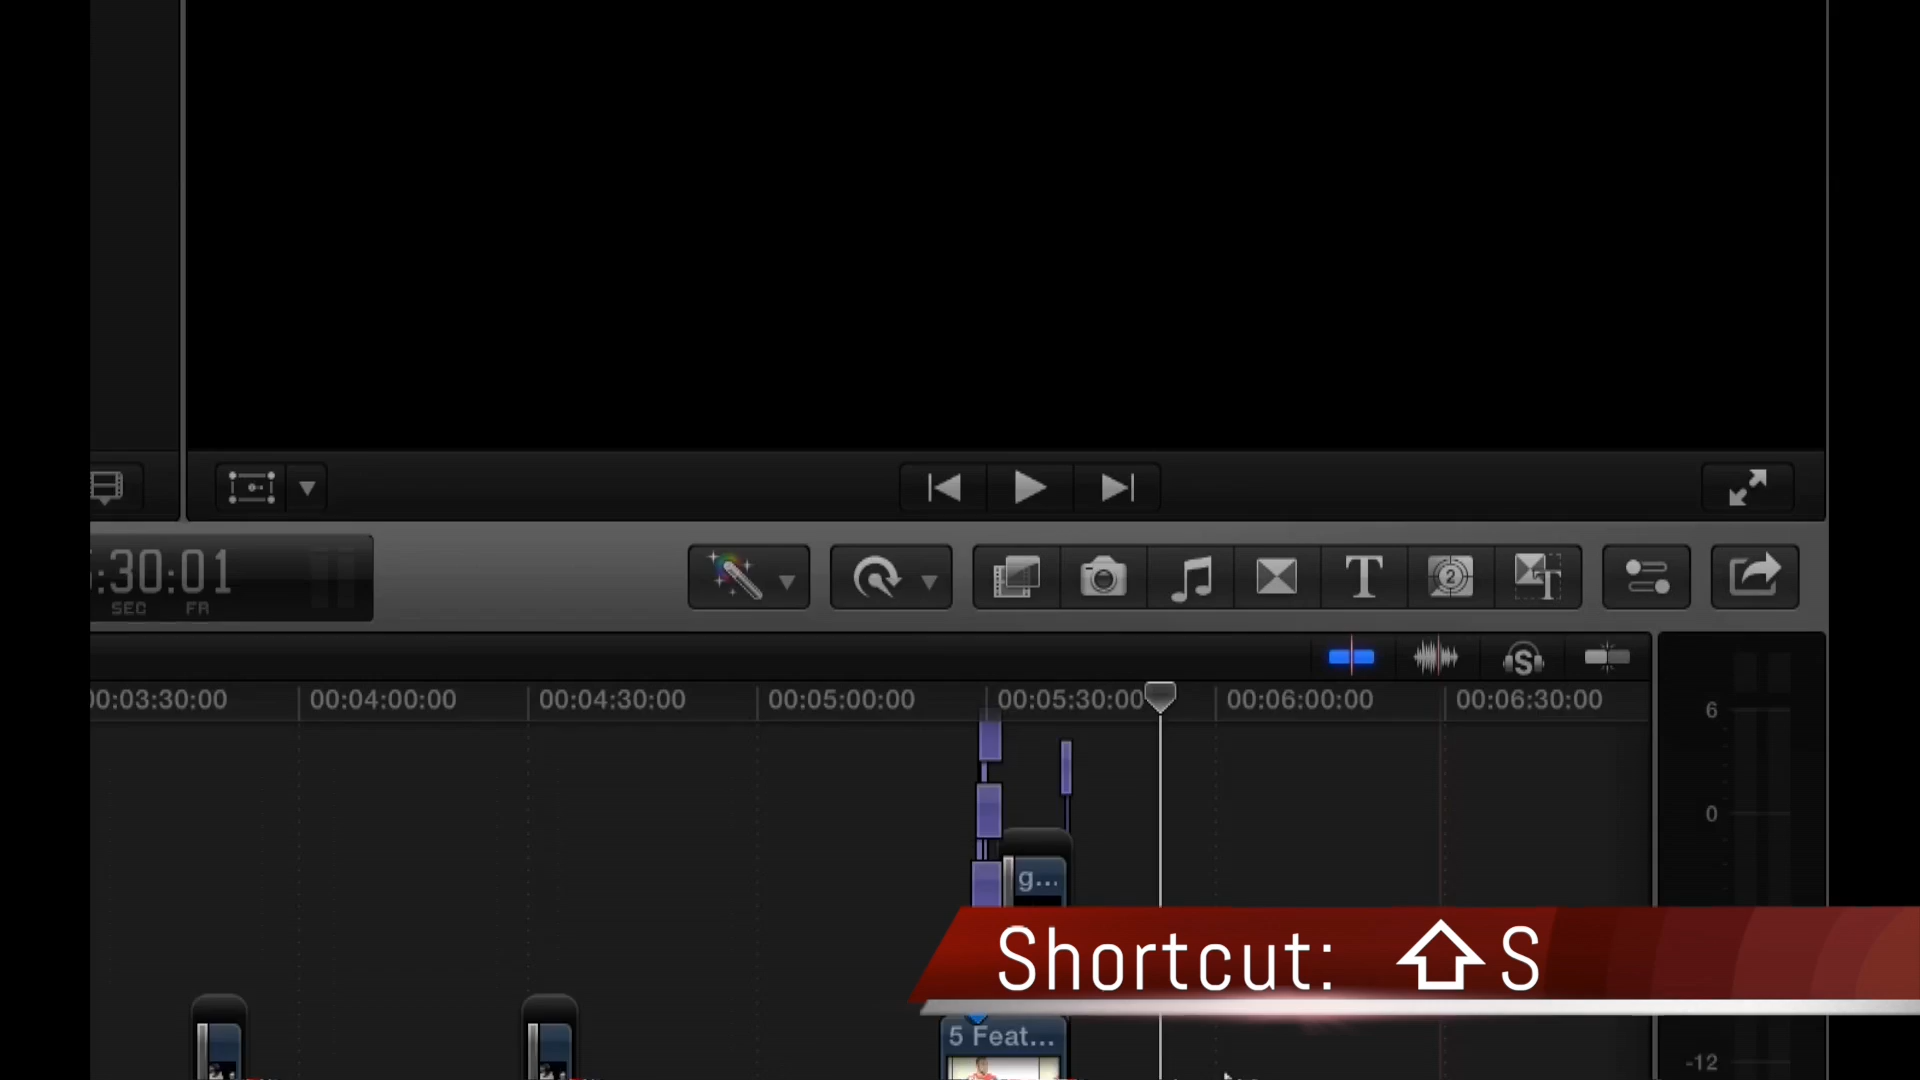 :30:01
SEC FR
2
T
T
S
00:03:30:00
00:04:00:00
00:04:30:00
00:05:00:00
00:05:30:00
00:06:00:00
00:06:30:00
6
0
g...
Shortcut: ⇧S
5 Feat...
-12